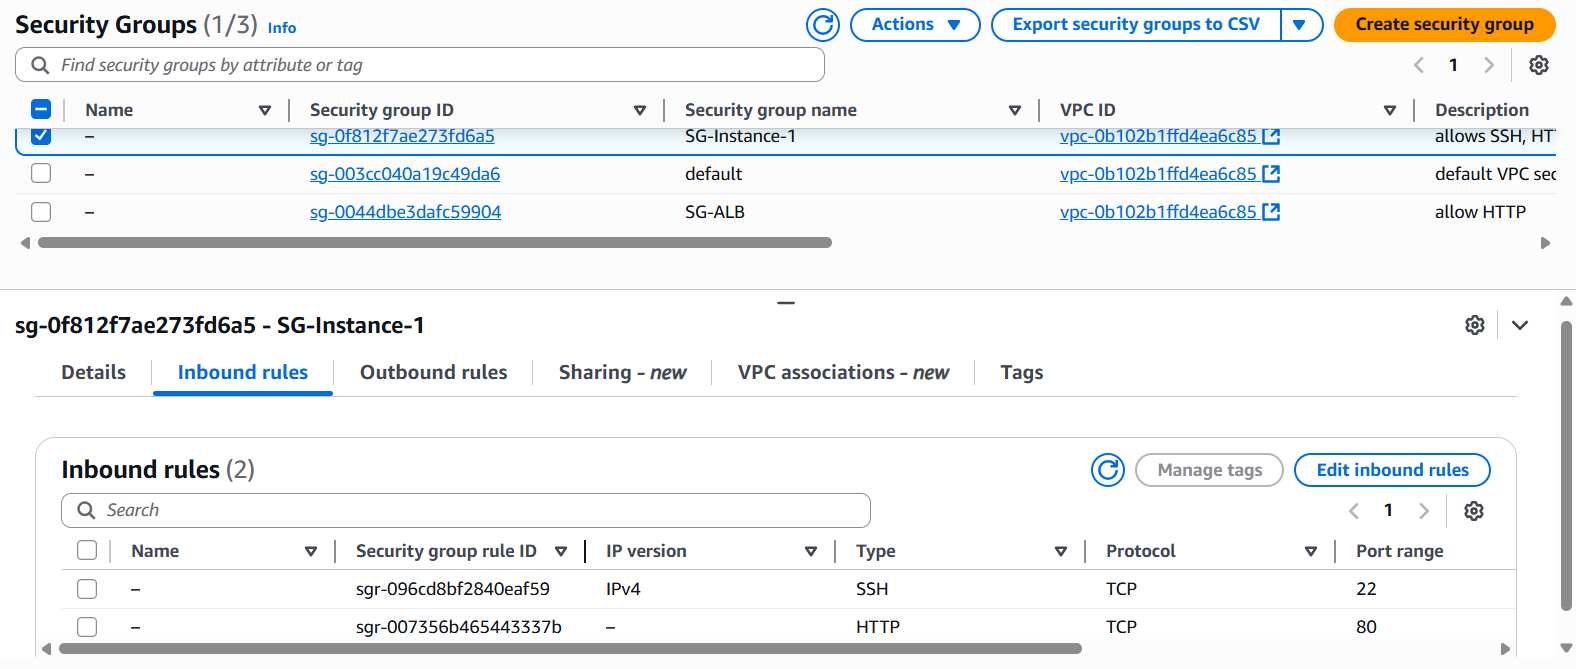 Security Groups (1/3) Info
Actions
Export security groups to CSV
Create security group
Find security groups by attribute or tag
1
Name Security group ID Security group name VPC ID Description
– sg-0f812f7ae273fd6a5 SG-Instance-1 vpc-0b102b1ffd4ea6c85 allows SSH, HT
– sg-003cc040a19c49da6 default vpc-0b102b1ffd4ea6c85 default VPC sec
– sg-0044dbe3dafc59904 SG-ALB vpc-0b102b1ffd4ea6c85 allow HTTP
sg-0f812f7ae273fd6a5 - SG-Instance-1
Details Inbound rules Outbound rules Sharing - new VPC associations - new Tags
Inbound rules (2)
Manage tags
Edit inbound rules
Search
1
Name Security group rule ID IP version Type Protocol Port range
– sgr-096cd8bf2840eaf59 IPv4 SSH TCP 22
– sgr-007356b465443337b – HTTP TCP 80